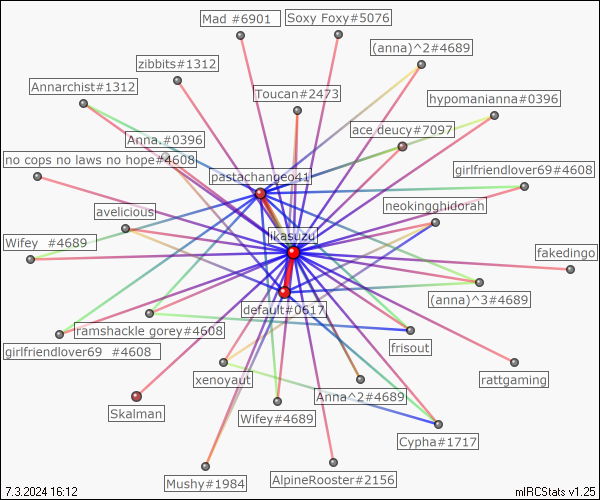 Mad #6901
Soxy Foxy#5076
(anna)^2#4689
zibbits#1312
Annarchist#1312
Toucan#2473
hypomanianna#0396
ace deucy#7097
Anna.#0396
no cops no laws no hope#4608
girlfriendlover69#4608
pastachangeo41
neokingghidorah
avelicious
jikasuzu
Wifey  #4689
fakedingo
(anna)^3#4689
default#0617
ramshackle gorey#4608
frisout
girlfriendlover69  #4608
xenoyaut
rattgaming
Anna^2#4689
Skalman
Wifey#4689
Cypha#1717
Mushy#1984
AlpineRooster#2156
7.3.2024 16:12
mIRCStats v1.25